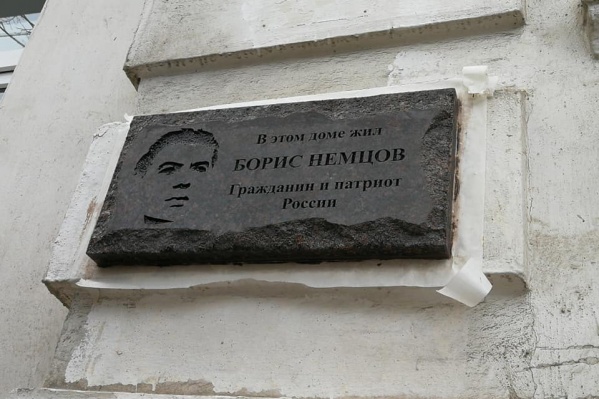 В этом доме жил
БОРИС НЕМЦОВ
Гражданин и патриот
России